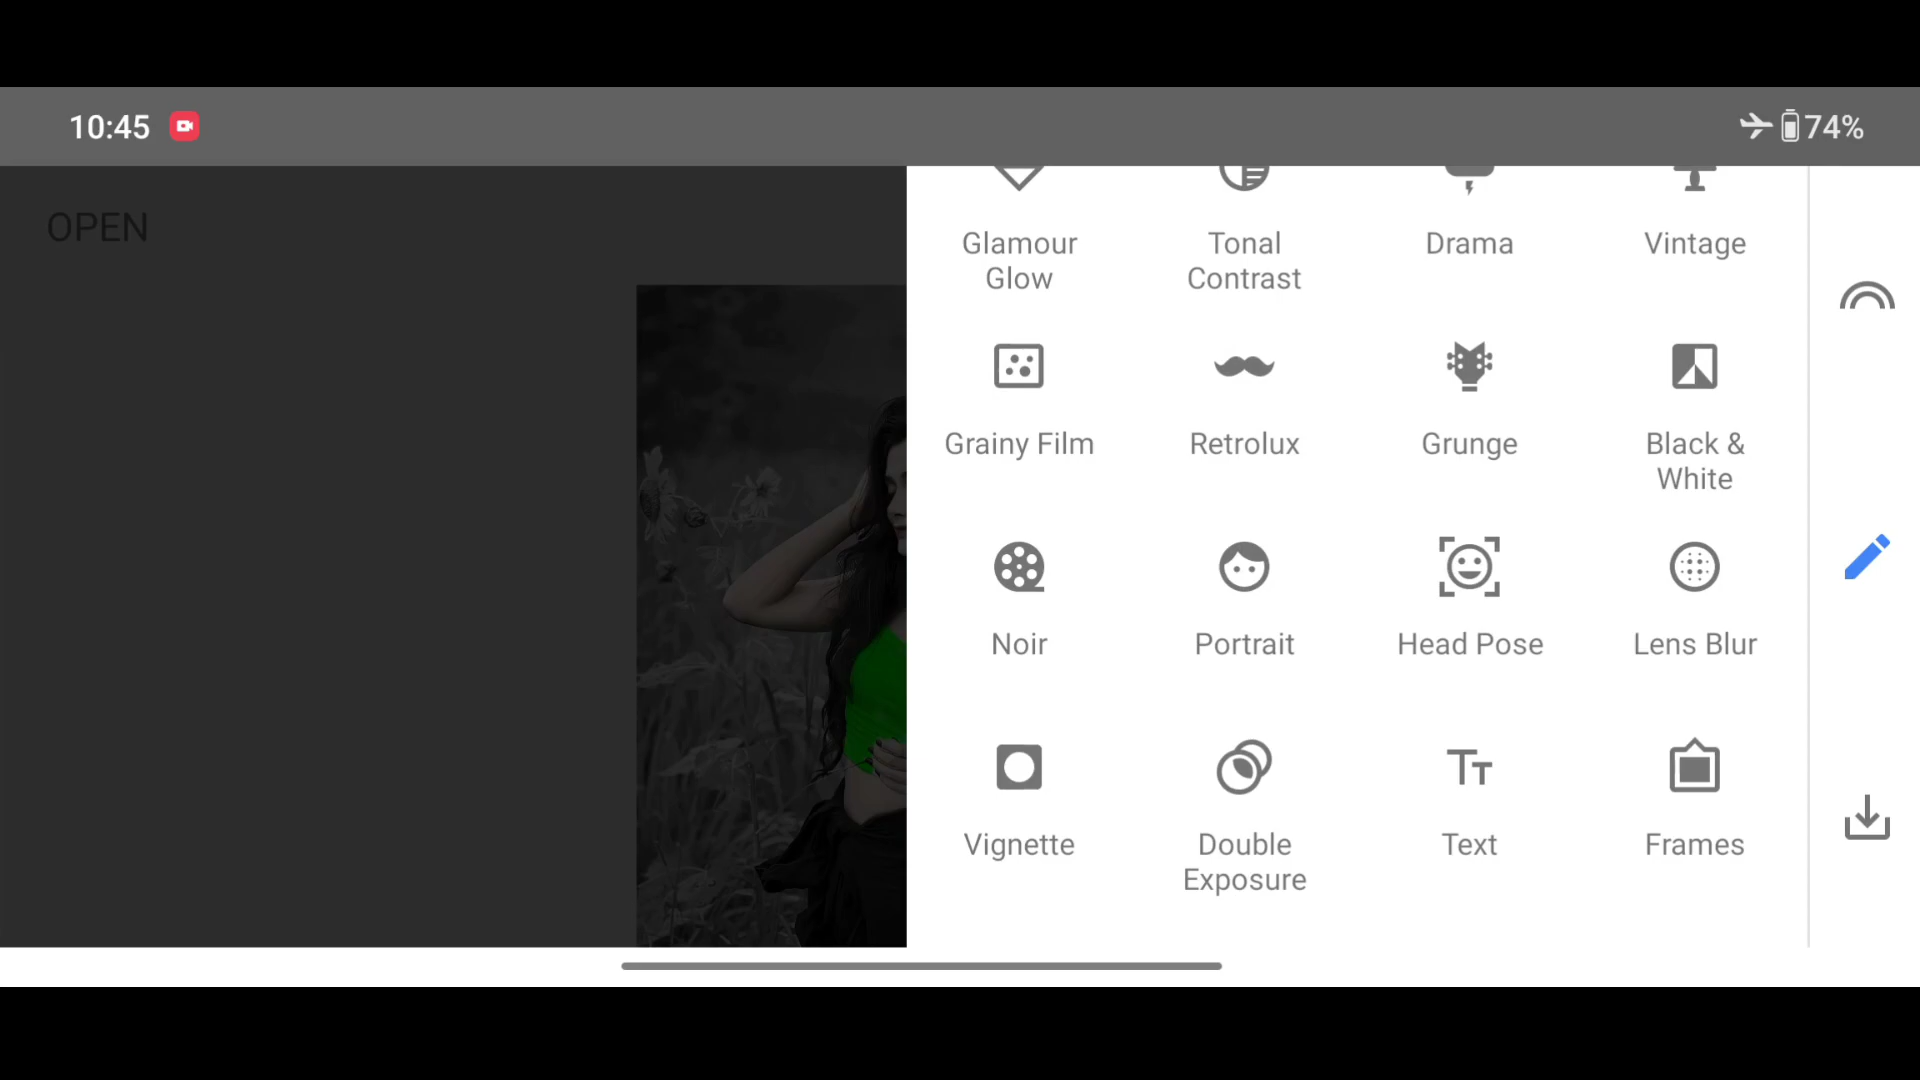 10:45
74%
OPEN
Glamour
Glow
Tonal
Contrast
Drama
Vintage
Grainy Film
Retrolux
Grunge
Black &
White
Noir
Portrait
Head Pose
Lens Blur
Vignette
Double
Exposure
Text
Frames